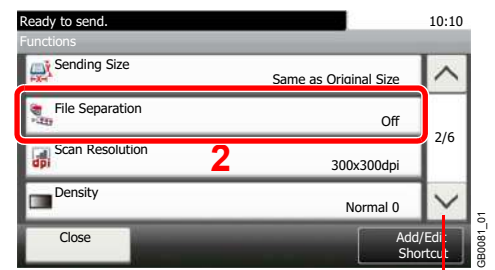 Ready to send. 10:10
Functions
Sending Size
Same as Original Size
File Separation
Off
2/6
Scan Resolution
2
300x300dpi
Density
Normal 0
Close
Add/Edit
Shortcut
GB0081_01